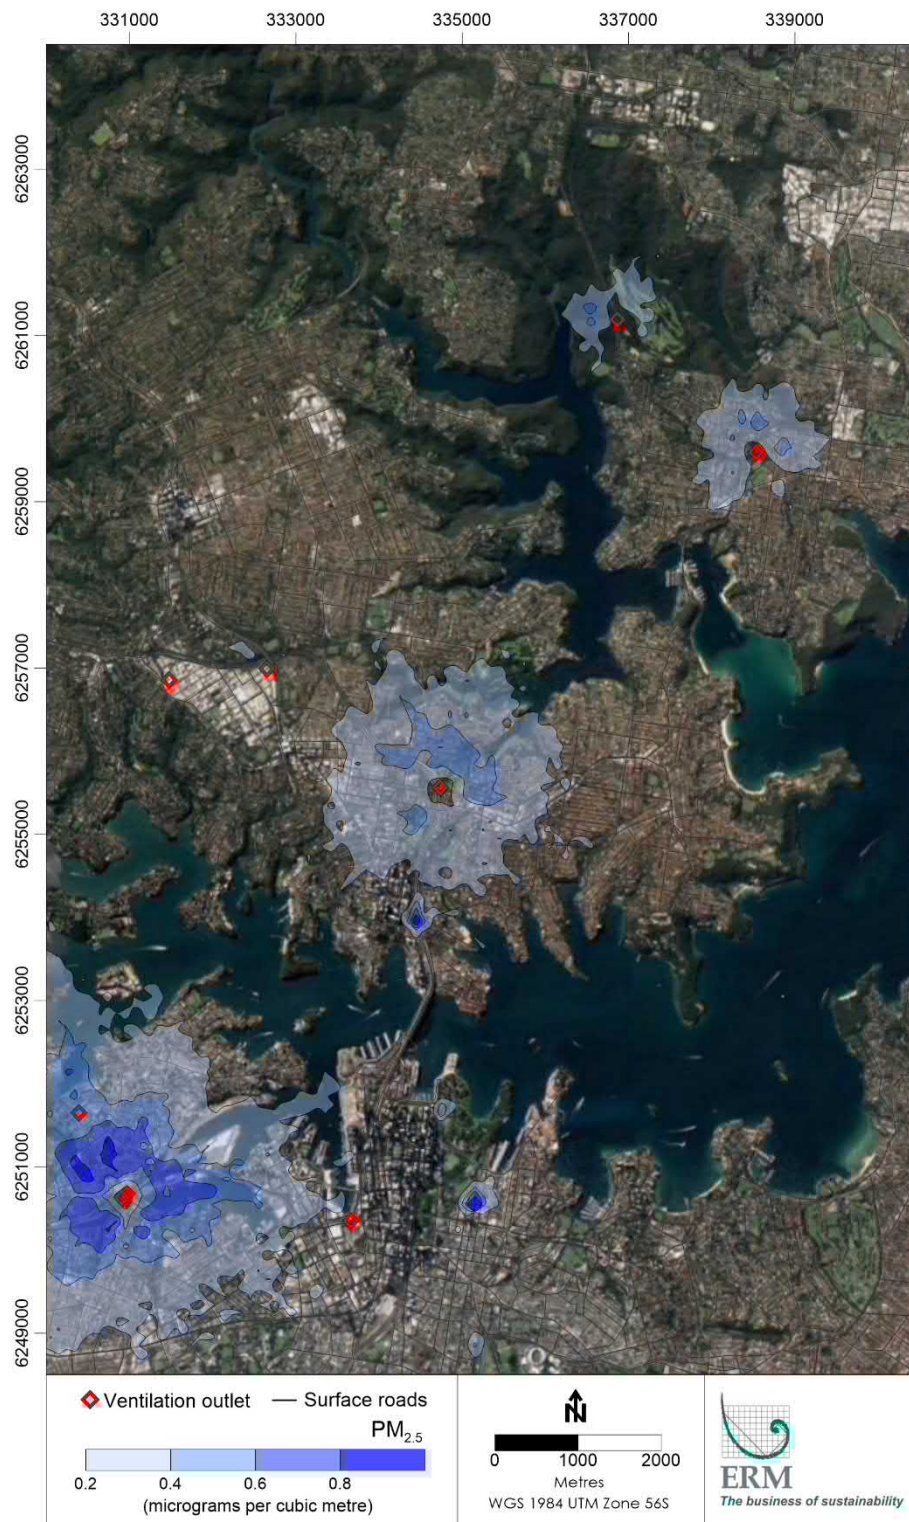 331000 333000 335000 337000 339000
6263000
6261000
6259000
6257000
6255000
6253000
6251000
6249000
Ventilation outlet
Surface roads
PM2.5
0.2 0.4 0.6 0.8
(micrograms per cubic metre)
N
0 1000 2000
Metres
WGS 1984 UTM Zone 56S
ERM
The business of sustainability